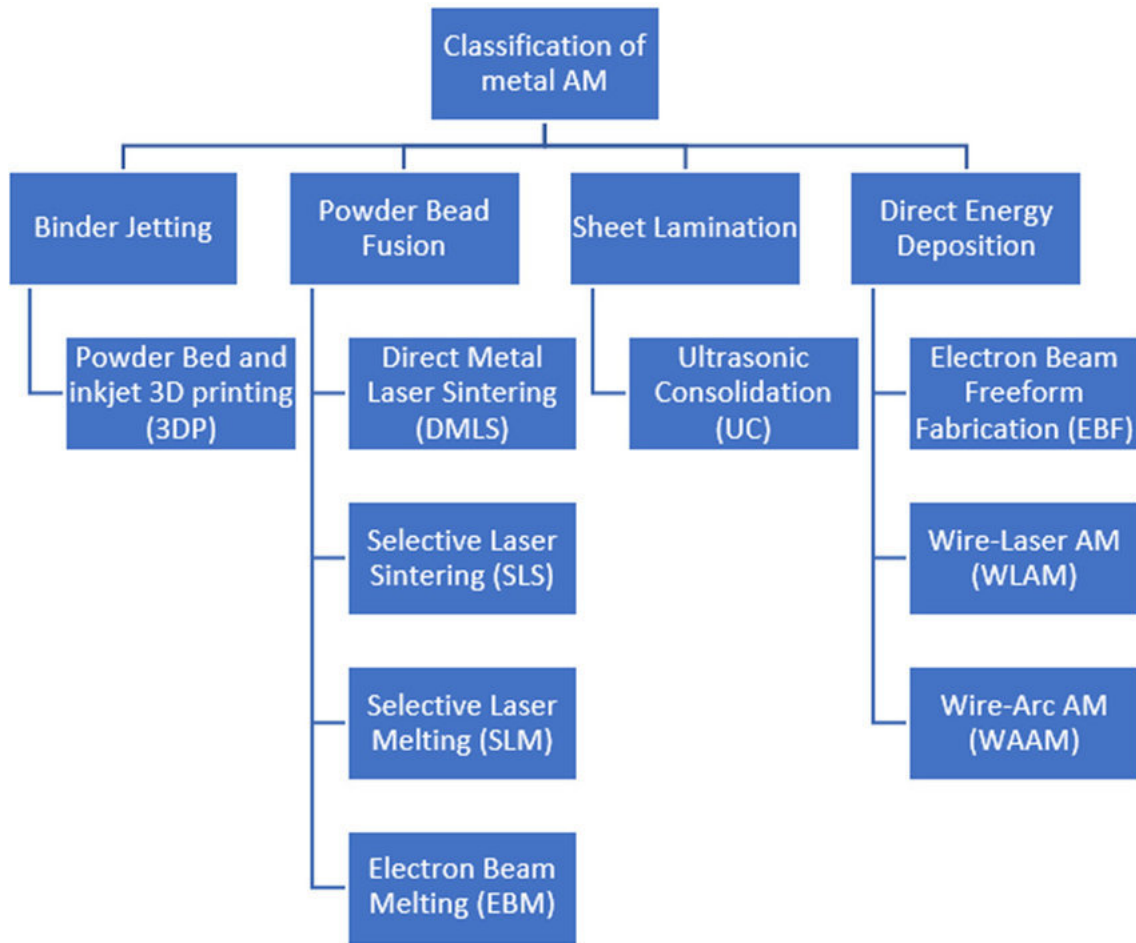 Classification of
metal AM
Binder Jetting
Powder Bead
Fusion
Sheet Lamination
Direct Energy
Deposition
Powder Bed and
inkjet 3D printing
(3DP)
Direct Metal
Laser Sintering
(DMLS)
Ultrasonic
Consolidation
(UC)
Electron Beam
Freeform
Fabrication (EBF)
Selective Laser
Sintering (SLS)
Wire-Laser AM
(WLAM)
Selective Laser
Melting (SLM)
Wire-Arc AM
(WAAM)
Electron Beam
Melting (EBM)